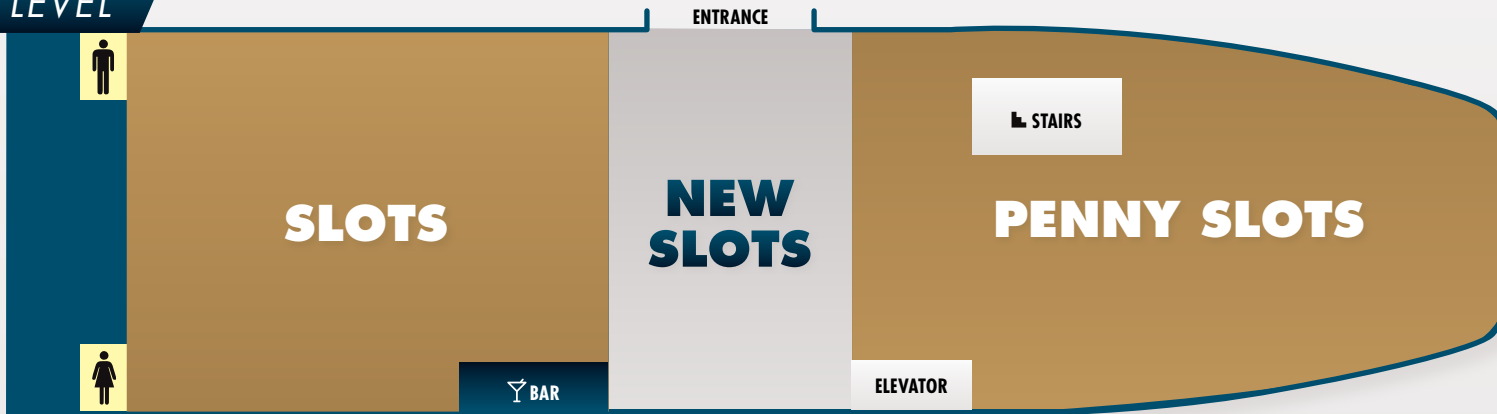 LEVEL
ENTRANCE
STAIRS
SLOTS
NEW
SLOTS
PENNY SLOTS
BAR
ELEVATOR